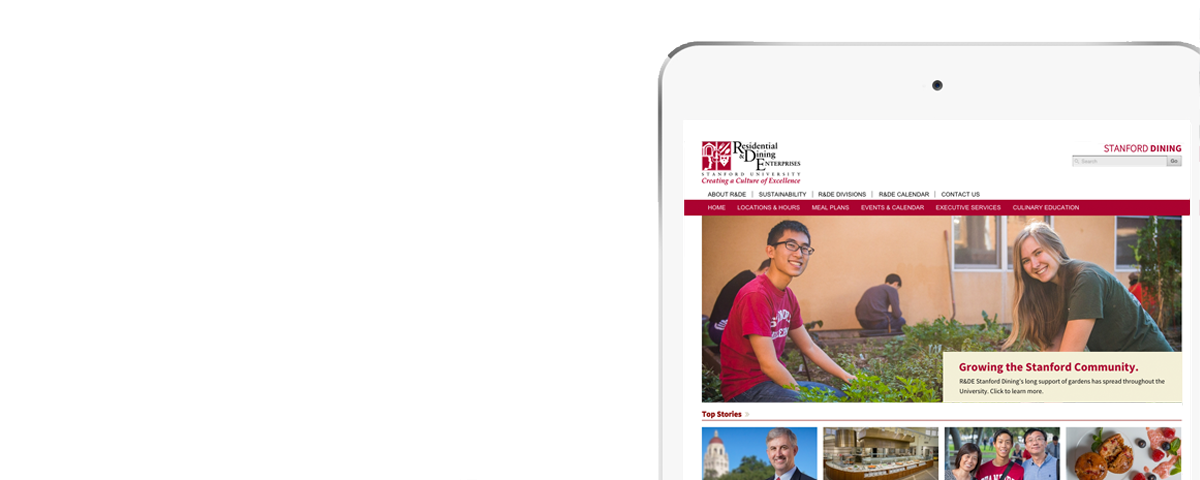 Residential
& Dining
ENTERPRISES
STANFORD UNIVERSITY
Creating a Culture of Excellence
STANFORD DINING
Search
Go
ABOUT R&DE | SUSTAINABILITY | R&DE DIVISIONS | R&DE CALENDAR | CONTACT US
HOME LOCATIONS & HOURS MEAL PLANS EVENTS & CALENDAR EXECUTIVE SERVICES CULINARY EDUCATION
Growing the Stanford Community.
R&DE Stanford Dining's long support of gardens has spread throughout the
University. Click to learn more.
Top Stories »